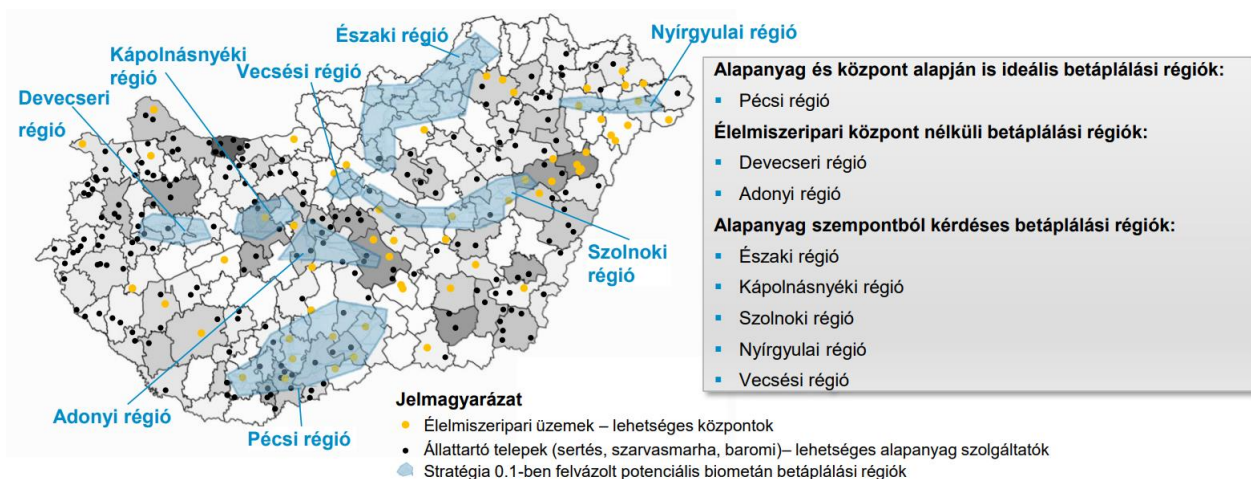 Északi régió
Nyírgyulai régió
Kápolnásnyéki
régió
Vecsési régió
Devecseri
régió
Szolnoki
régió
Adonyi régió
Pécsi régió
Alapanyag és központ alapján is ideális betáplálási régiók:
Pécsi régió
Élelmiszeripari központ nélküli betáplálási régiók:
Devecseri régió
Adonyi régió
Alapanyag szempontból kérdéses betáplálási régiók:
Északi régió
Kápolnásnyéki régió
Szolnoki régió
Nyírgyulai régió
Vecsési régió
Jelmagyarázat
Élelmiszeripari üzemek – lehetséges központok
Állattartó telepek (sertés, szarvasmarha, baromi)– lehetséges alapanyag szolgáltatók
Stratégia 0.1-ben felvázolt potenciális biometán betáplálási régiók